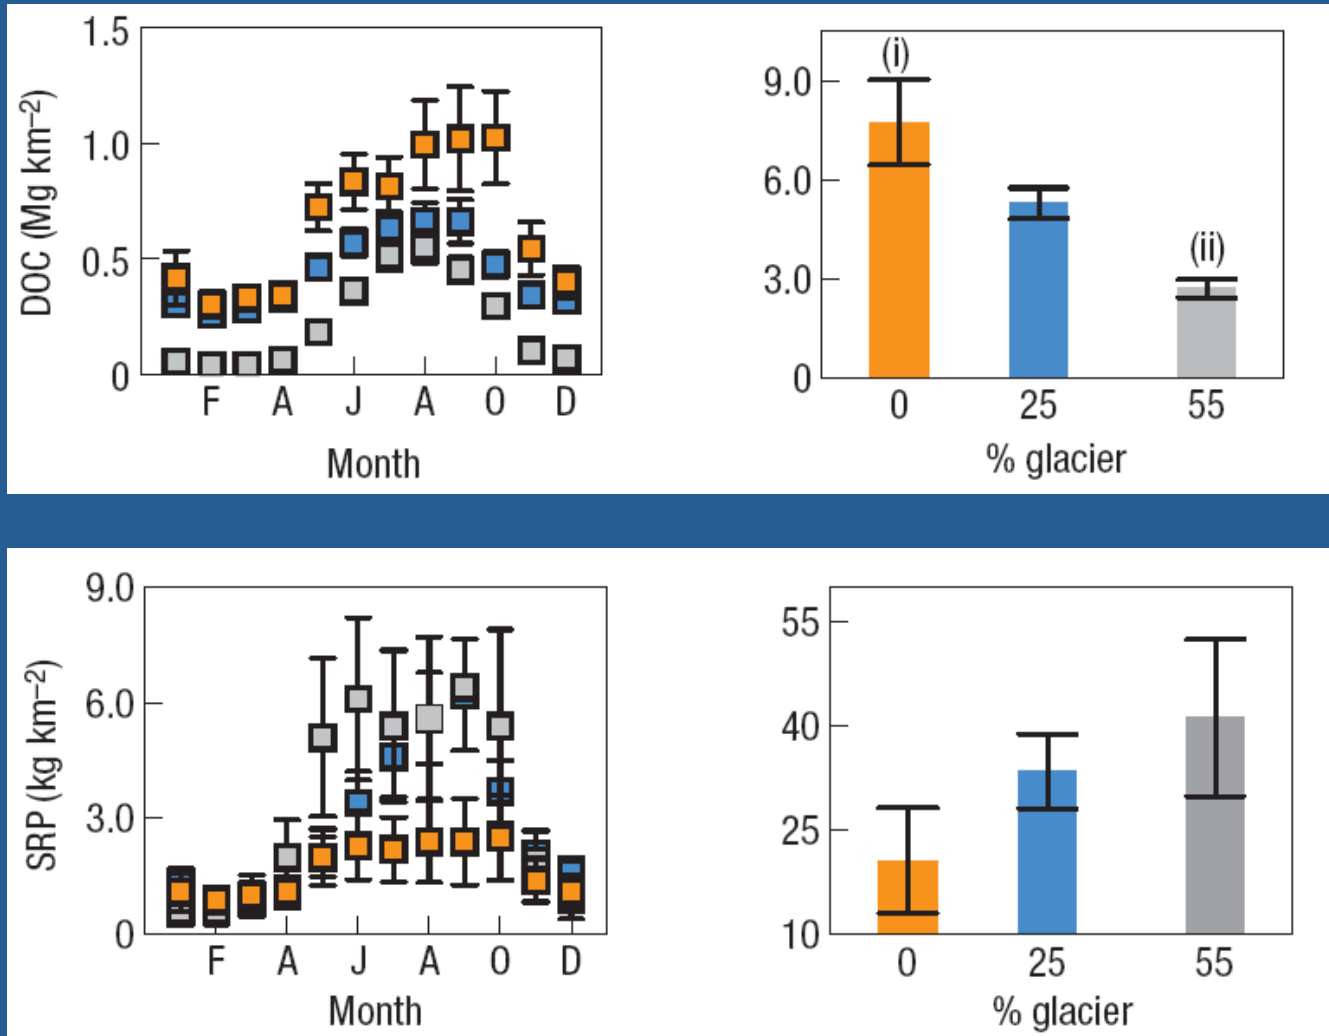 DOC (Mg km⁻²)
1.5
1.0
0.5
0
F A J A O D
Month
9.0
6.0
3.0
0
(i)
(ii)
0 25 55
% glacier
SRP (kg km⁻²)
9.0
6.0
3.0
0
F A J A O D
Month
55
40
25
10
0 25 55
% glacier